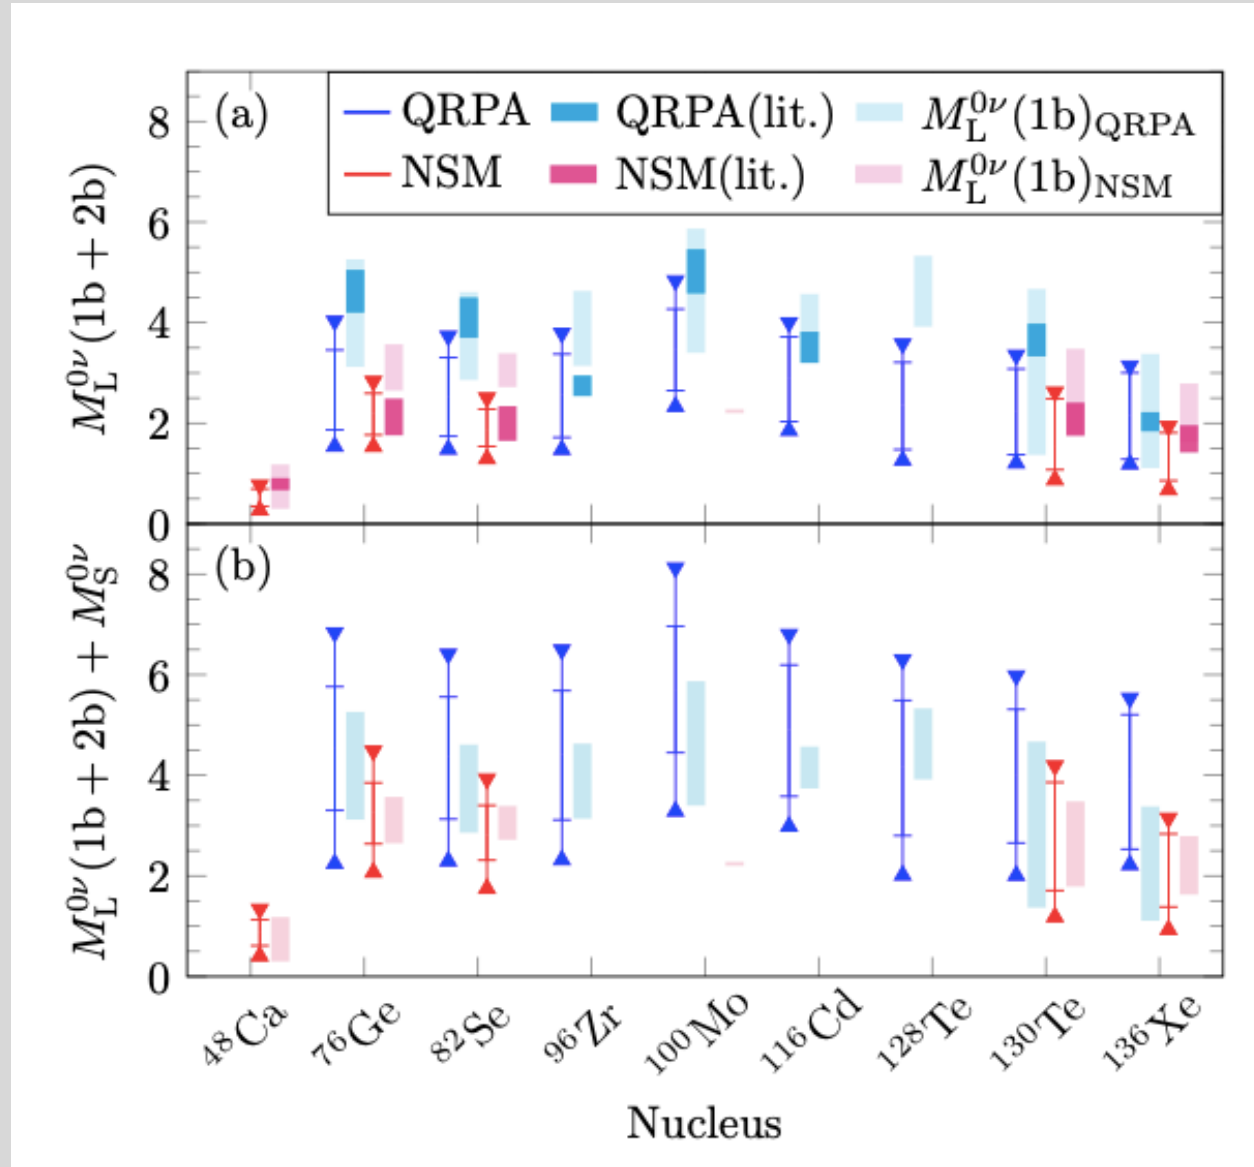 (a)
QRPA QRPA(lit.) M_L^{0ν}(1b)_{QRPA}
NSM NSM(lit.) M_L^{0ν}(1b)_{NSM}
M_L^{0ν}(1b + 2b)
8
6
4
2
0
(b)
M_L^{0ν}(1b + 2b) + M_S^{0ν}
8
6
4
2
0
⁴⁸Ca ⁷⁶Ge ⁸²Se ⁹⁶Zr ¹⁰⁰Mo ¹¹⁶Cd ¹²⁸Te ¹³⁰Te ¹³⁶Xe
Nucleus